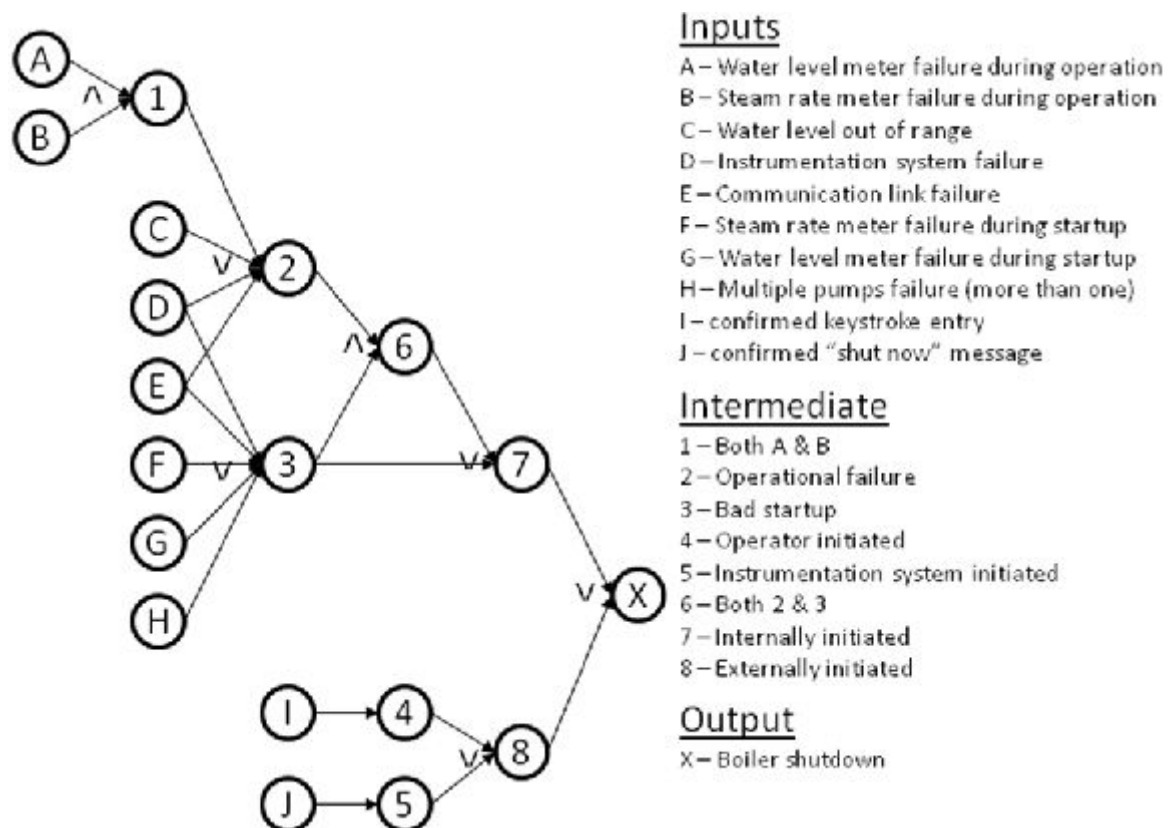 A
B
^
1
C
D
E
F
G
H
v
2
v
3
^
6
v
7
v
X
I
4
J
5
v
8
Inputs
A – Water level meter failure during operation
B – Steam rate meter failure during operation
C – Water level out of range
D – Instrumentation system failure
E – Communication link failure
F – Steam rate meter failure during startup
G – Water level meter failure during startup
H – Multiple pumps failure (more than one)
I – confirmed keystroke entry
J – confirmed “shut now” message
Intermediate
1 – Both A & B
2 – Operational failure
3 – Bad startup
4 – Operator initiated
5 – Instrumentation system initiated
6 – Both 2 & 3
7 – Internally initiated
8 – Externally initiated
Output
X – Boiler shutdown